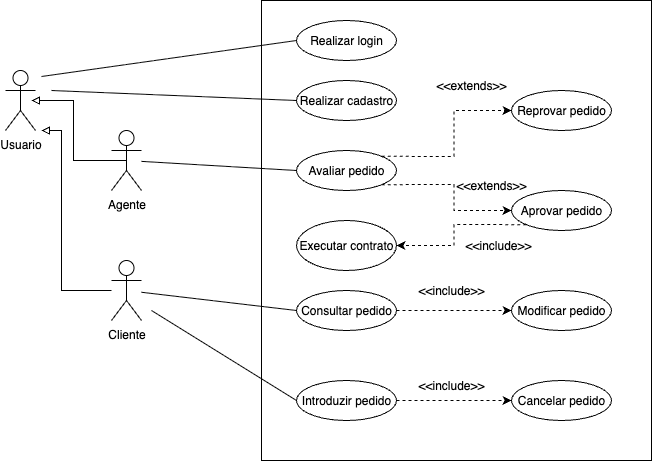 Realizar login
<<extends>>
Realizar cadastro
Reprovar pedido
Usuario
Avaliar pedido
<<extends>>
Agente
Aprovar pedido
Executar contrato
<<include>>
<<include>>
Consultar pedido
Modificar pedido
Cliente
<<include>>
Introduzir pedido
Cancelar pedido